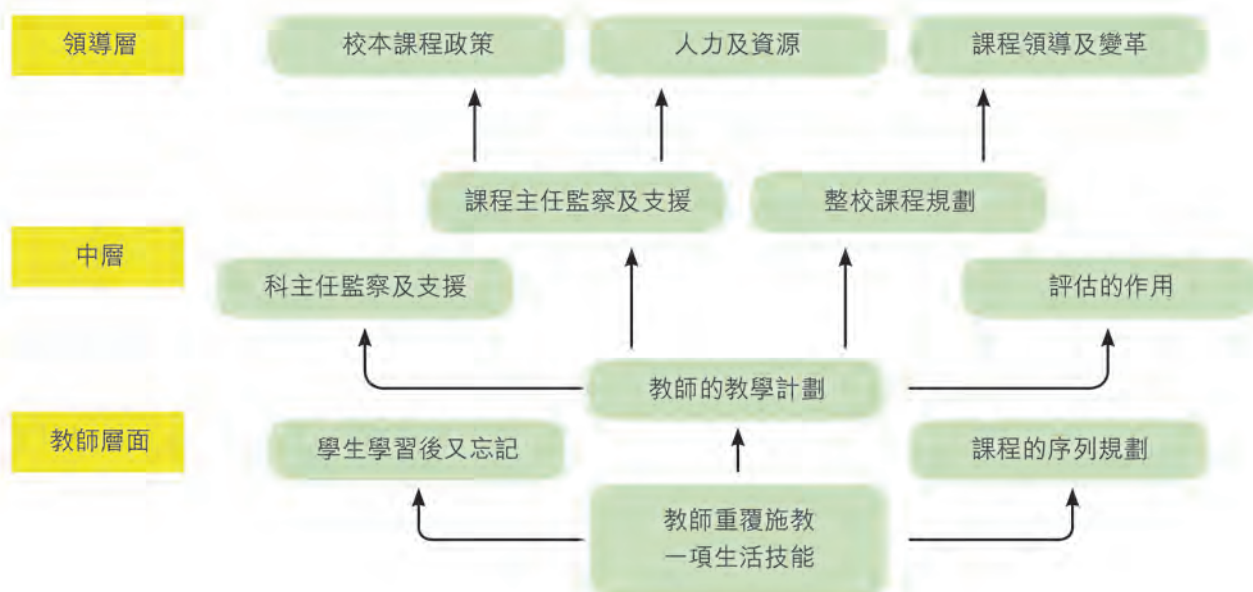 領導層
校本課程政策
人力及資源
課程領導及變革
課程主任監察及支援
整校課程規劃
中層
科主任監察及支援
評估的作用
教師的教學計劃
教師層面
學生學習後又忘記
課程的序列規劃
教師重覆施教
一項生活技能